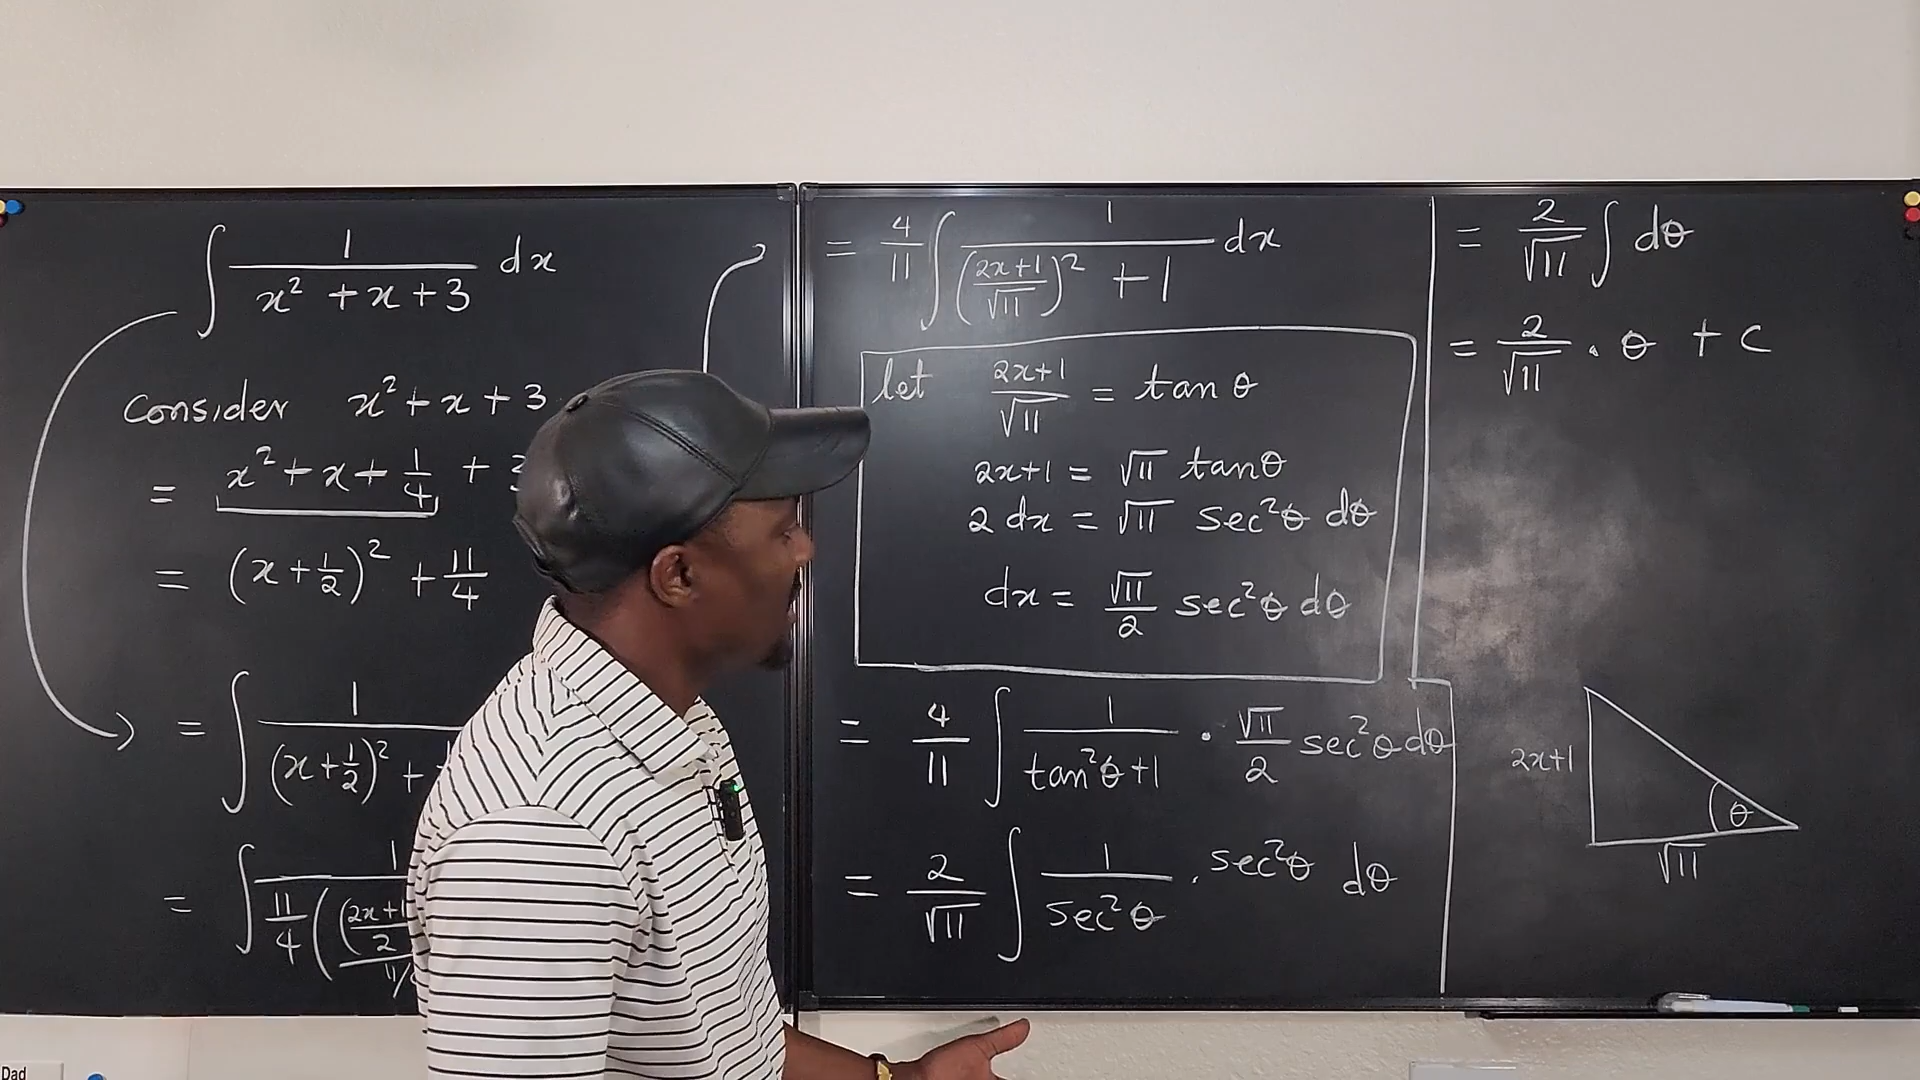 ∫ 1/(x² + x + 3) dx
Consider x² + x + 3
= x² + x + 1/4 +
= (x + 1/2)² + 11/4
= ∫ 1/((x + 1/2)² +
= ∫ 1/(11/4 (((2x+1)/2
= 4/11 ∫ 1/(((2x+1)/√11)² + 1) dx
let (2x+1)/√11 = tan θ
2x+1 = √11 tanθ
2 dx = √11 sec²θ dθ
dx = √11/2 sec²θ dθ
= 4/11 ∫ 1/(tan²θ+1) · √11/2 sec²θ dθ
= 2/√11 ∫ 1/sec²θ · sec²θ dθ
= 2/√11 ∫ dθ
= 2/√11 · θ + c
2x+1
θ
√11
Dad